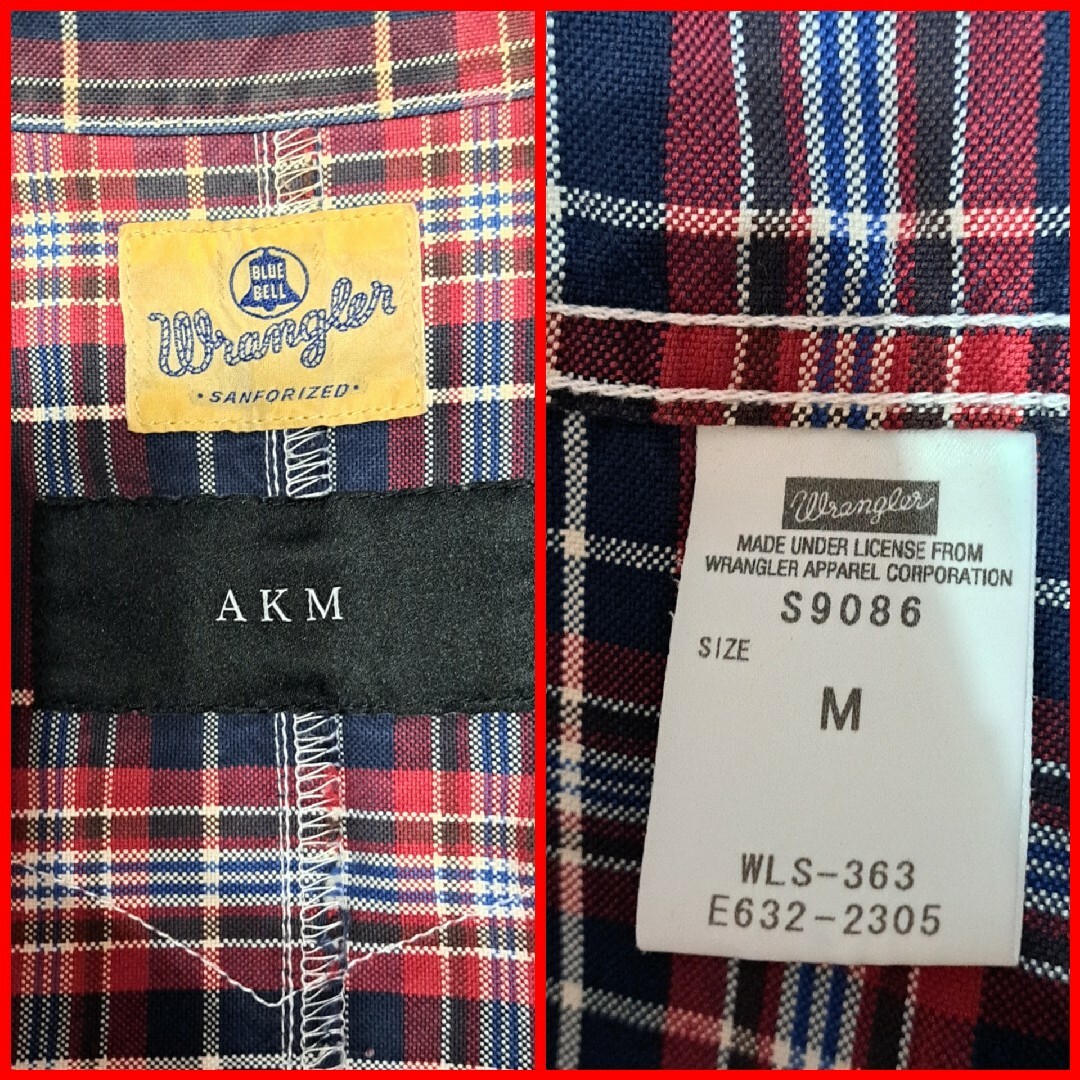 BLUE
BELL
Wrangler
•SANFORIZED•
AKM
Wrangler
MADE UNDER LICENSE FROM
WRANGLER APPAREL CORPORATION
S9086
SIZE
M
WLS-363
E632-2305